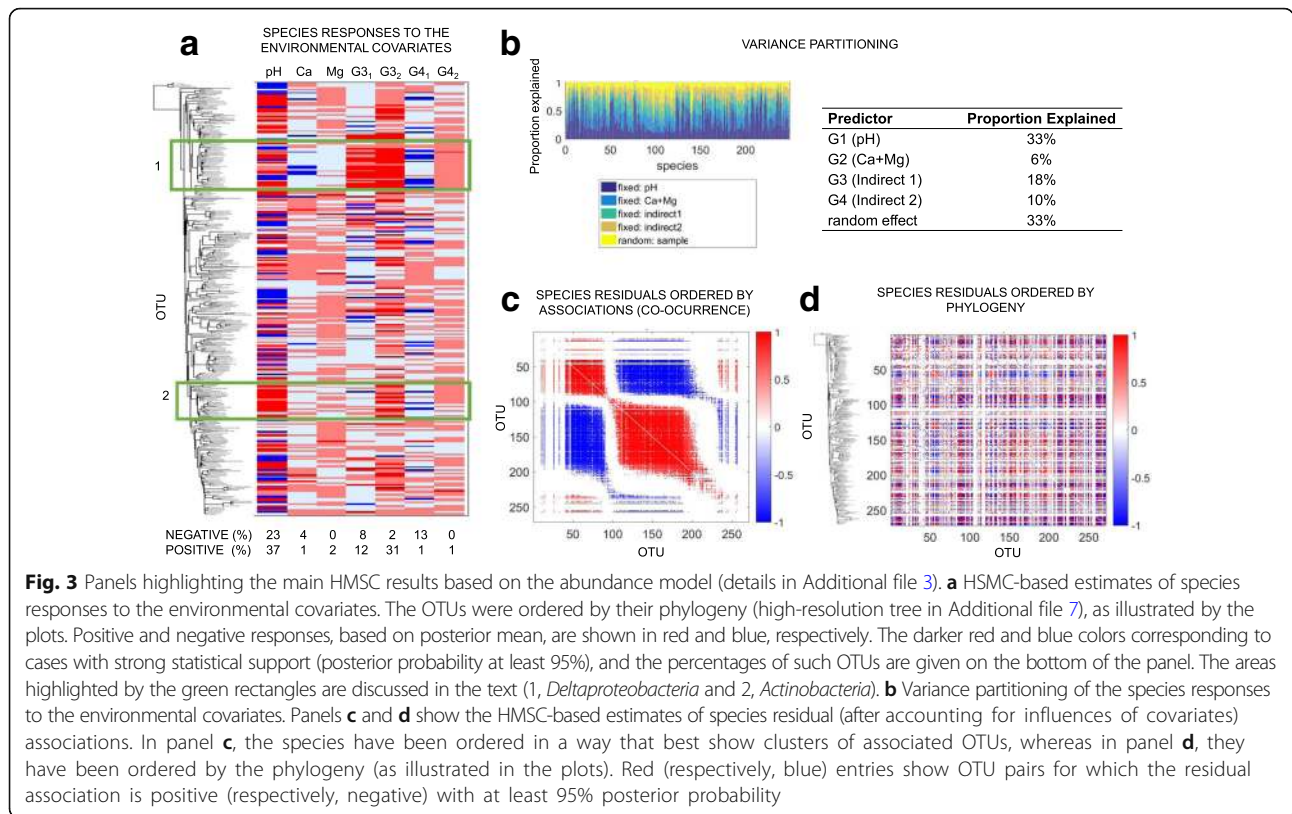 a
SPECIES RESPONSES TO THE
ENVIRONMENTAL COVARIATES
pH Ca Mg G3₁ G3₂ G4₁ G4₂
1
2
OTU
NEGATIVE (%) 23 4 0 8 2 13 0
POSITIVE (%) 37 1 2 12 31 1 1
b
VARIANCE PARTITIONING
Proportion explained
1
0.5
0
0 50 100 150 200
species
fixed: pH
fixed: Ca+Mg
fixed: indirect1
fixed: indirect2
random: sample
Predictor Proportion Explained
G1 (pH) 33%
G2 (Ca+Mg) 6%
G3 (Indirect 1) 18%
G4 (Indirect 2) 10%
random effect 33%
c
SPECIES RESIDUALS ORDERED BY
ASSOCIATIONS (CO-OCURRENCE)
OTU
50
100
150
200
250
50 100 150 200 250
OTU
1
0.5
0
-0.5
-1
d
SPECIES RESIDUALS ORDERED BY
PHYLOGENY
OTU
50
100
150
200
250
50 100 150 200 250
OTU
1
0.5
0
-0.5
-1
Fig. 3 Panels highlighting the main HMSC results based on the abundance model (details in Additional file 3). a HSMC-based estimates of species
responses to the environmental covariates. The OTUs were ordered by their phylogeny (high-resolution tree in Additional file 7), as illustrated by the
plots. Positive and negative responses, based on posterior mean, are shown in red and blue, respectively. The darker red and blue colors corresponding to
cases with strong statistical support (posterior probability at least 95%), and the percentages of such OTUs are given on the bottom of the panel. The areas
highlighted by the green rectangles are discussed in the text (1, Deltaproteobacteria and 2, Actinobacteria). b Variance partitioning of the species responses
to the environmental covariates. Panels c and d show the HMSC-based estimates of species residual (after accounting for influences of covariates)
associations. In panel c, the species have been ordered in a way that best show clusters of associated OTUs, whereas in panel d, they
have been ordered by the phylogeny (as illustrated in the plots). Red (respectively, blue) entries show OTU pairs for which the residual
association is positive (respectively, negative) with at least 95% posterior probability